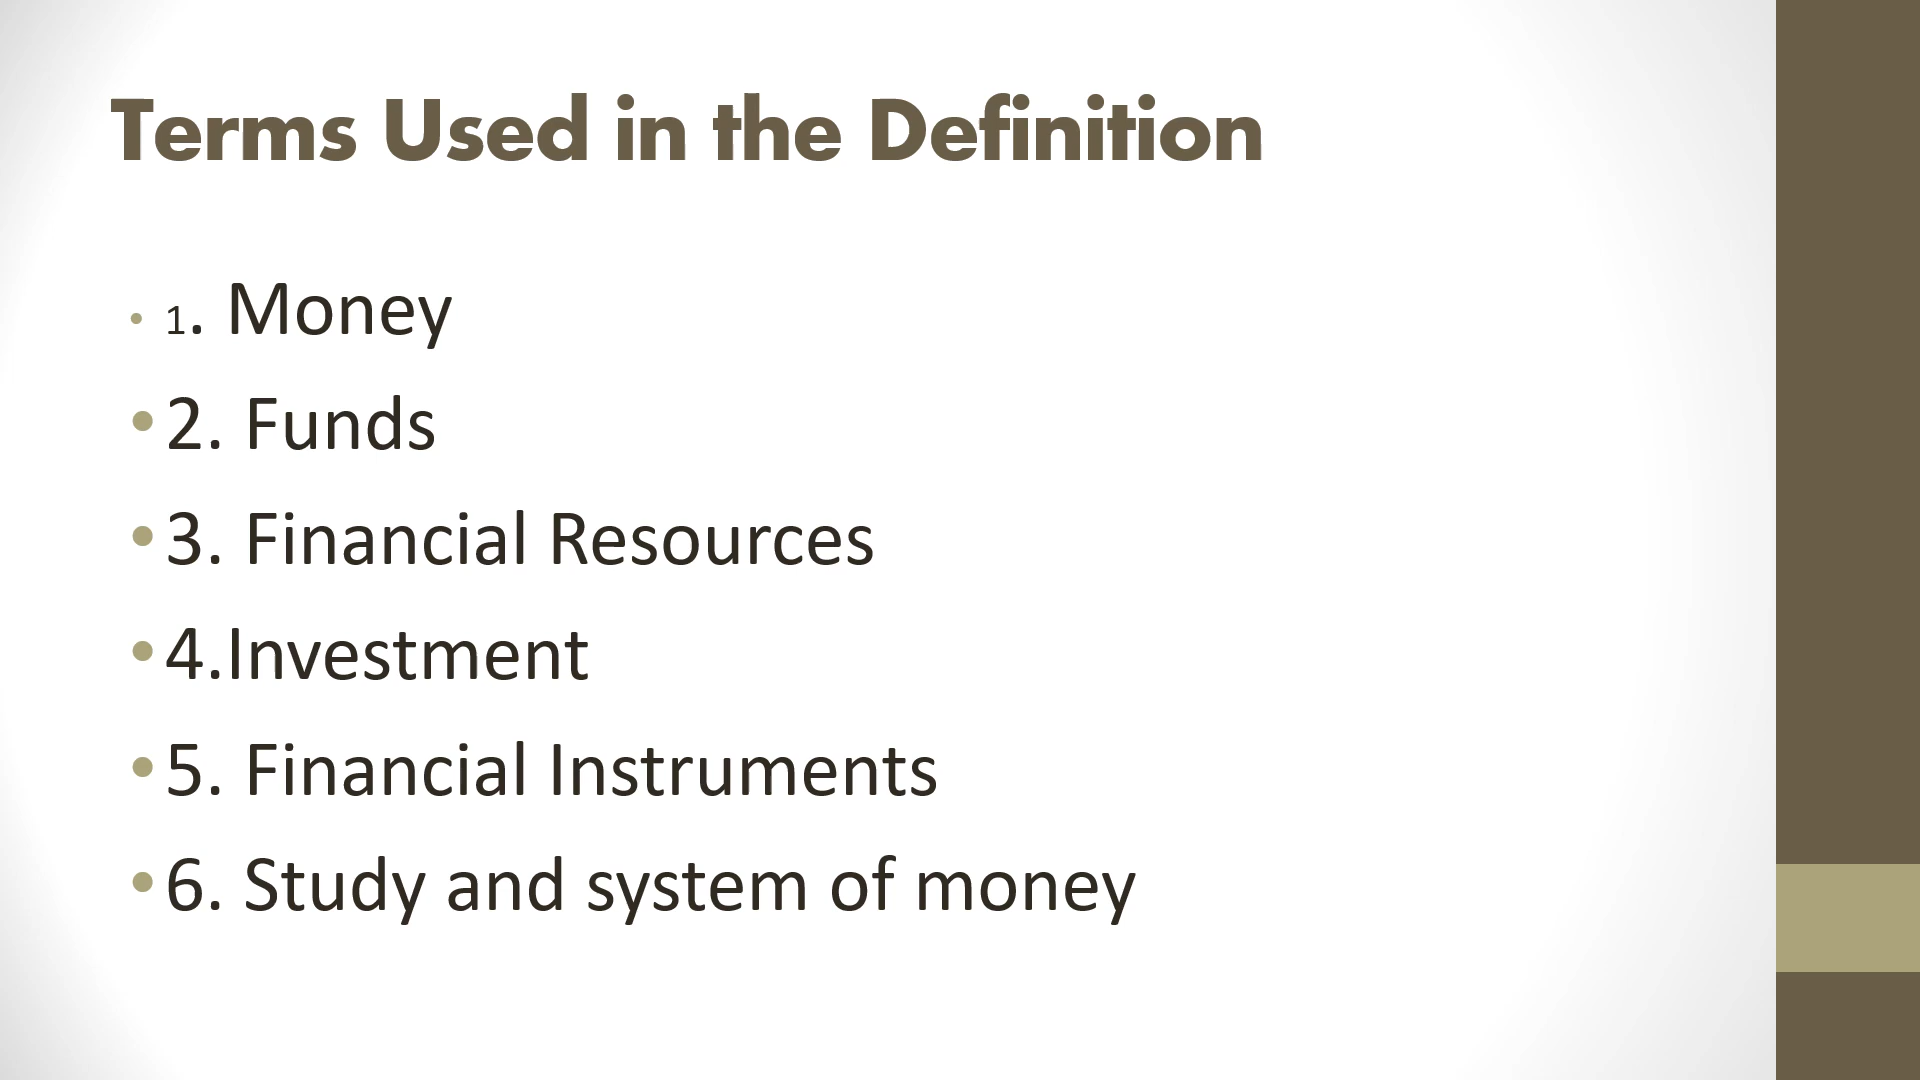 Terms Used in the Definition
• 1. Money
• 2. Funds
• 3. Financial Resources
• 4.Investment
• 5. Financial Instruments
• 6. Study and system of money